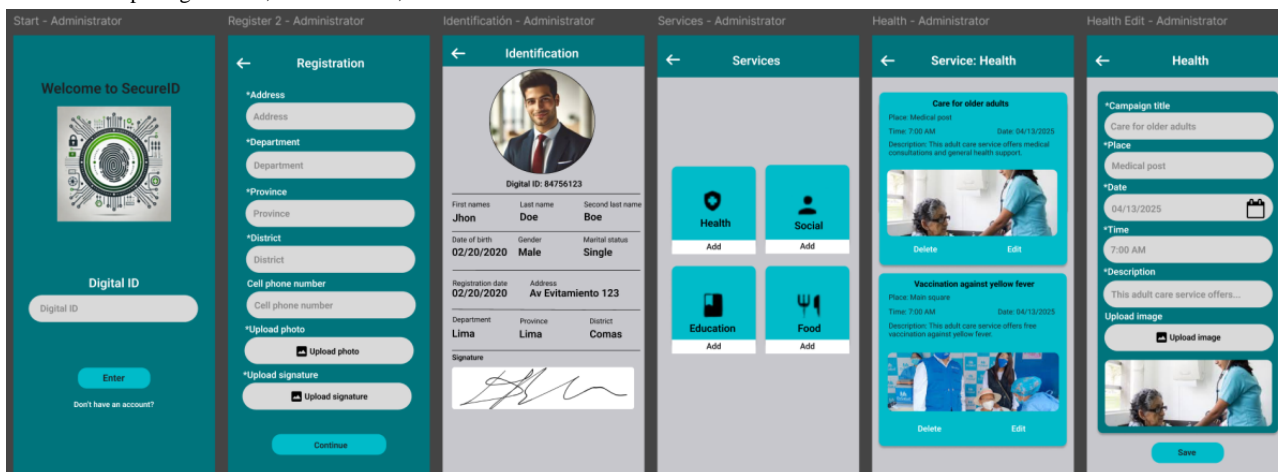 Start - Administrator
Welcome to SecureID
Digital ID
Digital ID
Enter
Don't have an account?
Register 2 - Administrator
Registration
*Address
Address
*Department
Department
*Province
Province
*District
District
Cell phone number
Cell phone number
*Upload photo
Upload photo
*Upload signature
Upload signature
Continue
Identificatión - Administrator
Identification
Digital ID: 84756123
First names Last name Second last name
Jhon Doe Boe
Date of birth Gender Marital status
02/20/2020 Male Single
Registration date Address
02/20/2020 Av Evitamiento 123
Department Province District
Lima Lima Comas
Signature
Services - Administrator
Services
Health Social
Add Add
Education Food
Add Add
Health - Administrator
Service: Health
Care for older adults
Place: Medical post
Time: 7:00 AM Date: 04/13/2025
Description: This adult care service offers medical
consultations and general health support.
Delete Edit
Vaccination against yellow fever
Place: Main square
Time: 7:00 AM Date: 04/13/2025
Description: This adult care service offers free
vaccination against yellow fever.
Delete Edit
Health Edit - Administrator
Health
*Campaign title
Care for older adults
*Place
Medical post
*Date
04/13/2025
*Time
7:00 AM
*Description
This adult care service offers...
Upload image
Upload image
Save